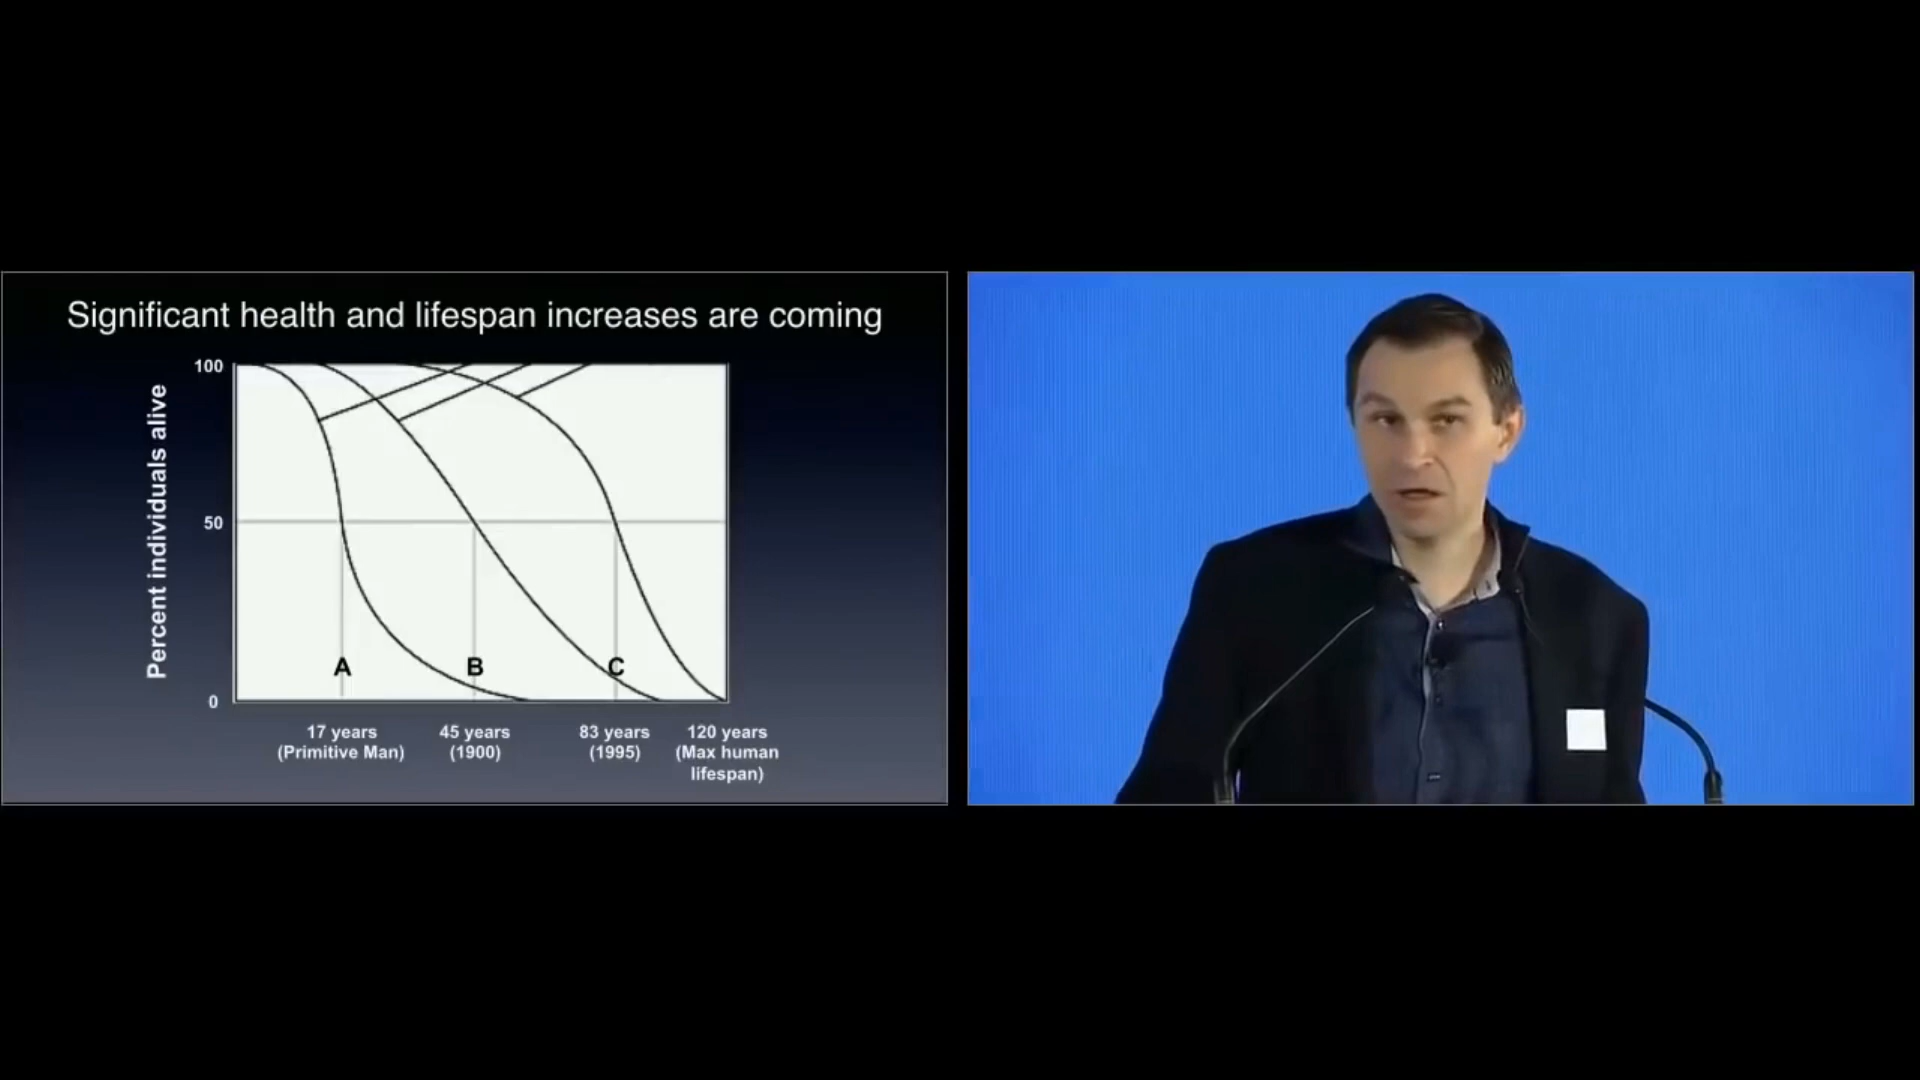 Significant health and lifespan increases are coming
Percent individuals alive
100
50
0
A
B
C
17 years
(Primitive Man)
45 years
(1900)
83 years
(1995)
120 years
(Max human
lifespan)